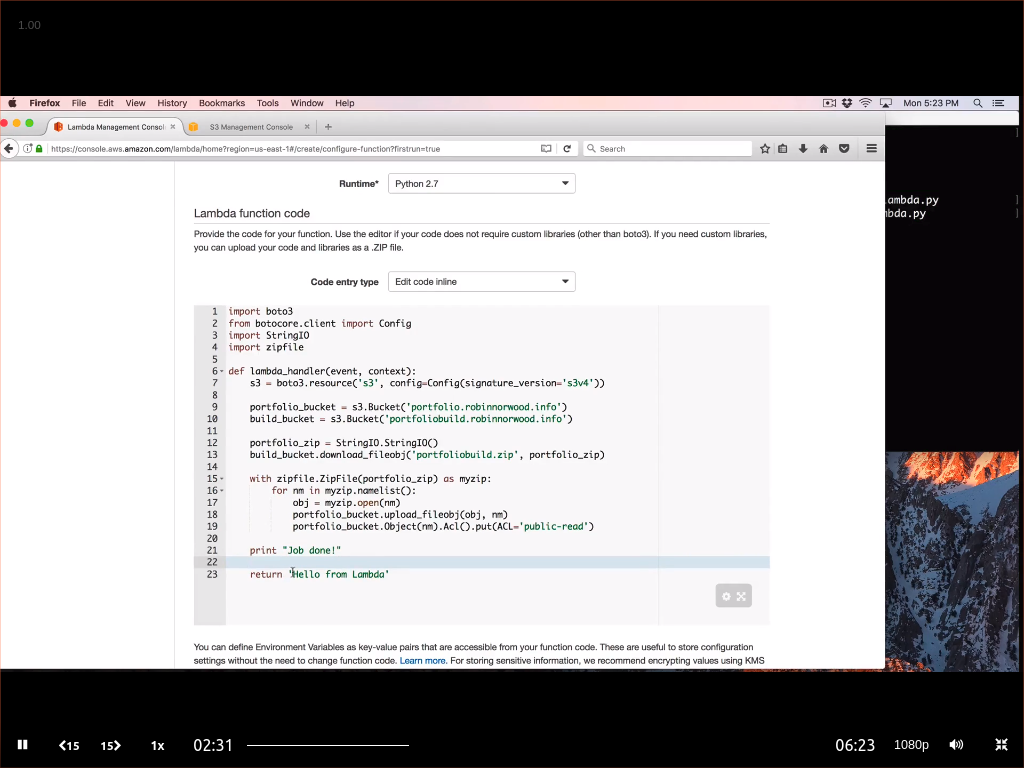 1.00
Firefox File Edit View History Bookmarks Tools Window Help Mon 5:23 PM
Lambda Management Consol × S3 Management Console × +
https://console.aws.amazon.com/lambda/home?region=us-east-1#/create/configure-function?firstrun=true Search
Runtime* Python 2.7
ambda.py
bda.py
Lambda function code
Provide the code for your function. Use the editor if your code does not require custom libraries (other than boto3). If you need custom libraries,
you can upload your code and libraries as a .ZIP file.
Code entry type Edit code inline
1 import boto3
2 from botocore.client import Config
3 import StringIO
4 import zipfile
5
6 def lambda_handler(event, context):
7 s3 = boto3.resource('s3', config=Config(signature_version='s3v4'))
8
9 portfolio_bucket = s3.Bucket('portfolio.robinnorwood.info')
10 build_bucket = s3.Bucket('portfoliobuild.robinnorwood.info')
11
12 portfolio_zip = StringIO.StringIO()
13 build_bucket.download_fileobj('portfoliobuild.zip', portfolio_zip)
14
15 with zipfile.ZipFile(portfolio_zip) as myzip:
16 for nm in myzip.namelist():
17 obj = myzip.open(nm)
18 portfolio_bucket.upload_fileobj(obj, nm)
19 portfolio_bucket.Object(nm).Acl().put(ACL='public-read')
20
21 print "Job done!"
22
23 return 'Hello from Lambda'
You can define Environment Variables as key-value pairs that are accessible from your function code. These are useful to store configuration
settings without the need to change function code. Learn more. For storing sensitive information, we recommend encrypting values using KMS
15 15 1x 02:31 06:23 1080p